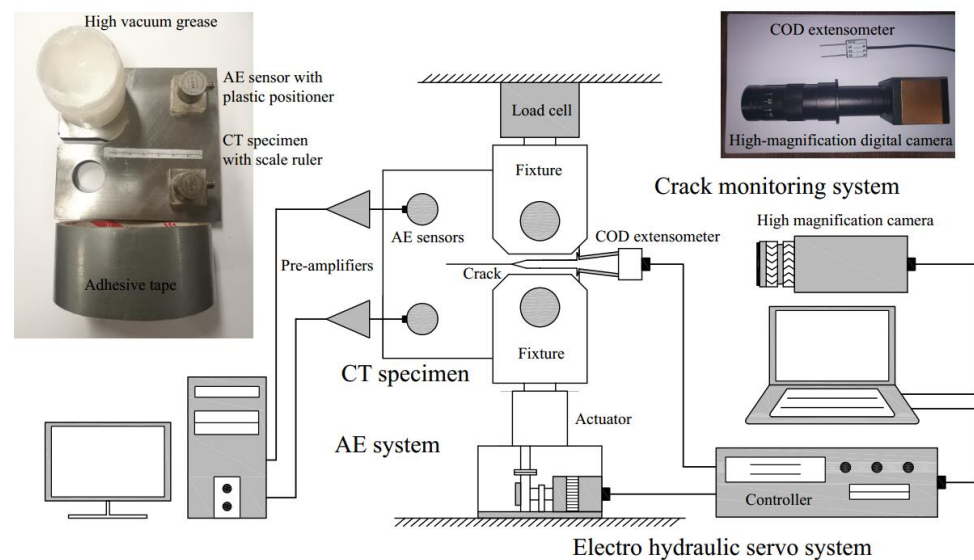 High vacuum grease
AE sensor with
plastic positioner
CT specimen
with scale ruler
Adhesive tape
COD extensometer
High-magnification digital camera
Load cell
Fixture
Crack monitoring system
High magnification camera
AE sensors
COD extensometer
Pre-amplifiers
Crack
Fixture
CT specimen
Actuator
AE system
Controller
Electro hydraulic servo system